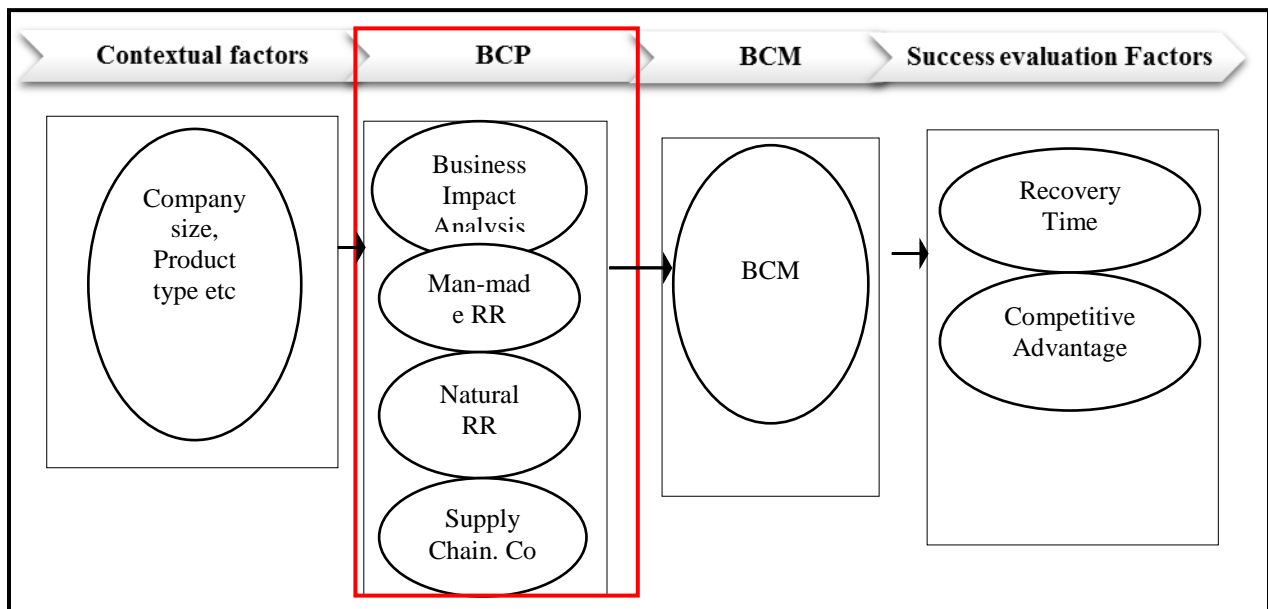 Contextual factors
BCP
BCM
Success evaluation Factors
Company
size,
Product
type etc
Business
Impact
Analysis
Man-mad
e RR
Natural
RR
Supply
Chain. Co
BCM
Recovery
Time
Competitive
Advantage